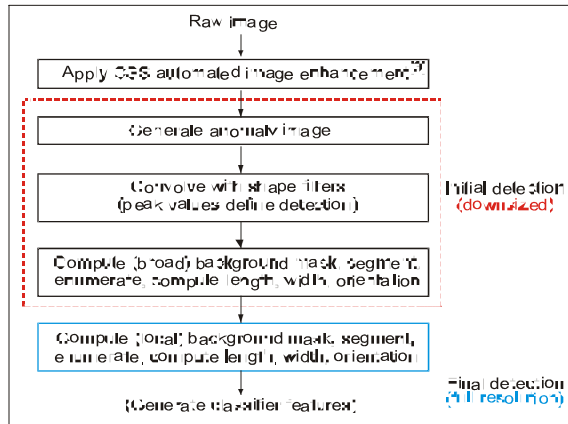 Raw image
Apply CGS automated image enhancement
Generate anomaly image
Convolve with shape filters
(peak values define detection)
Initial detection
(downsized)
Compute (broad) background mask, segment,
enumerate, compute length, width, orientation
Compute (local) background mask, segment,
enumerate, compute length, width, orientation
Final detection
(full resolution)
(Generate classifier features)